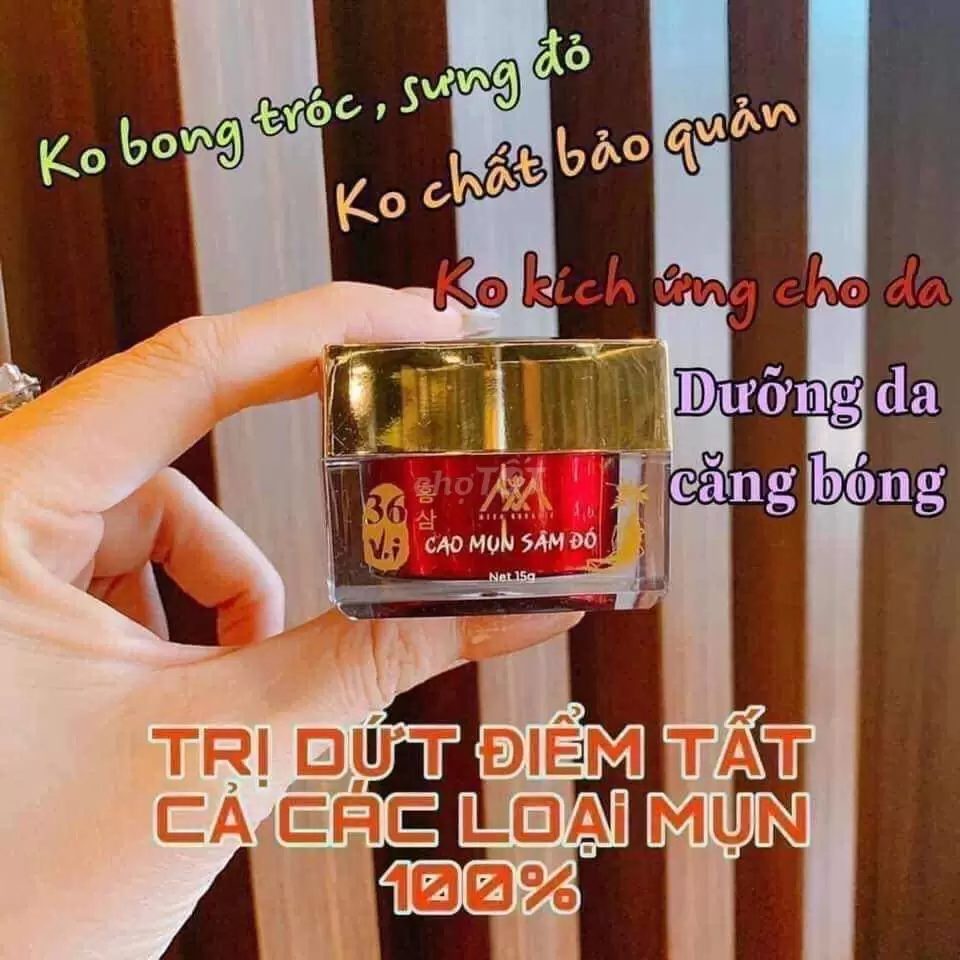 Ko bong tróc , sưng đỏ
Ko chất bảo quản
Ko kích ứng cho da
Dưỡng da
căng bóng
chợTỐT
36
V.i
홍
삼
CAO MỤN SÂM ĐỎ
Net 15g
TRỊ DỨT ĐIỂM TẤT
CẢ CÁC LOẠi MỤN
100%